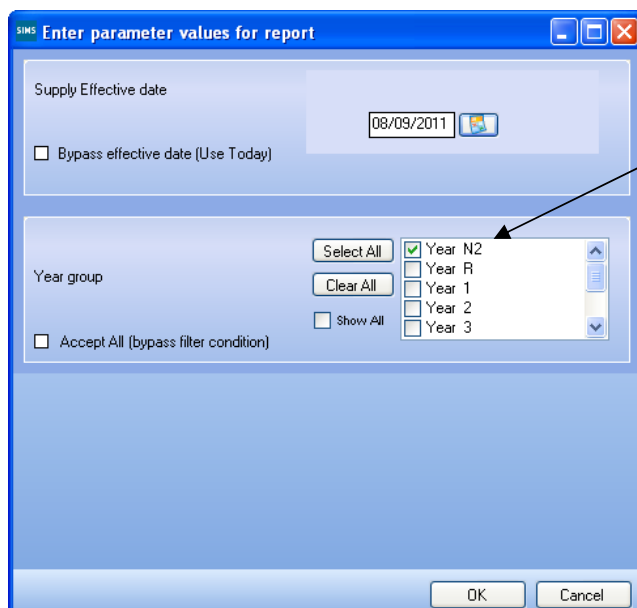 SIMS Enter parameter values for report
Supply Effective date
08/09/2011
Bypass effective date (Use Today)
Select All
Year N2
Year R
Year group
Clear All
Year 1
Year 2
Show All
Year 3
Accept All (bypass filter condition)
OK
Cancel